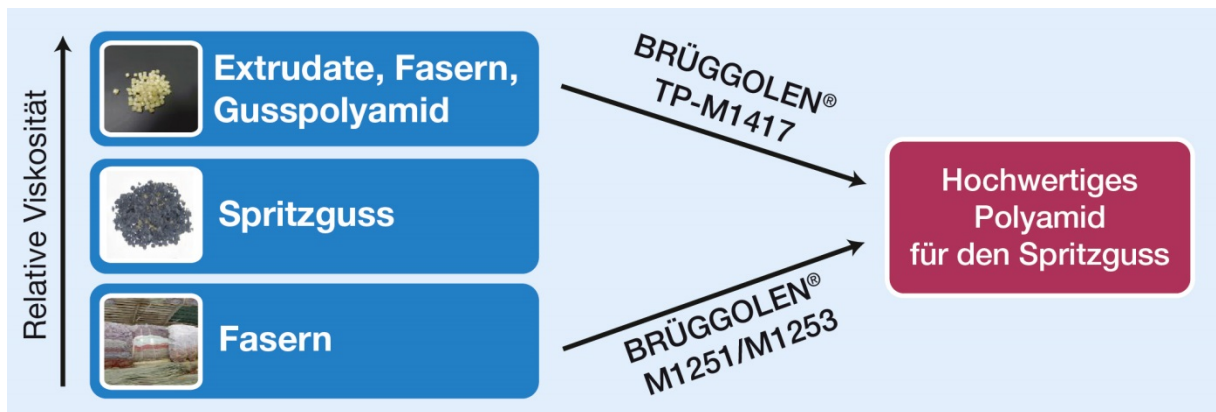 Relative Viskosität
Extrudate, Fasern,
Gusspolyamid
Spritzguss
Fasern
BRÜGGOLEN®
TP-M1417
BRÜGGOLEN®
M1251/M1253
Hochwertiges
Polyamid
für den Spritzguss